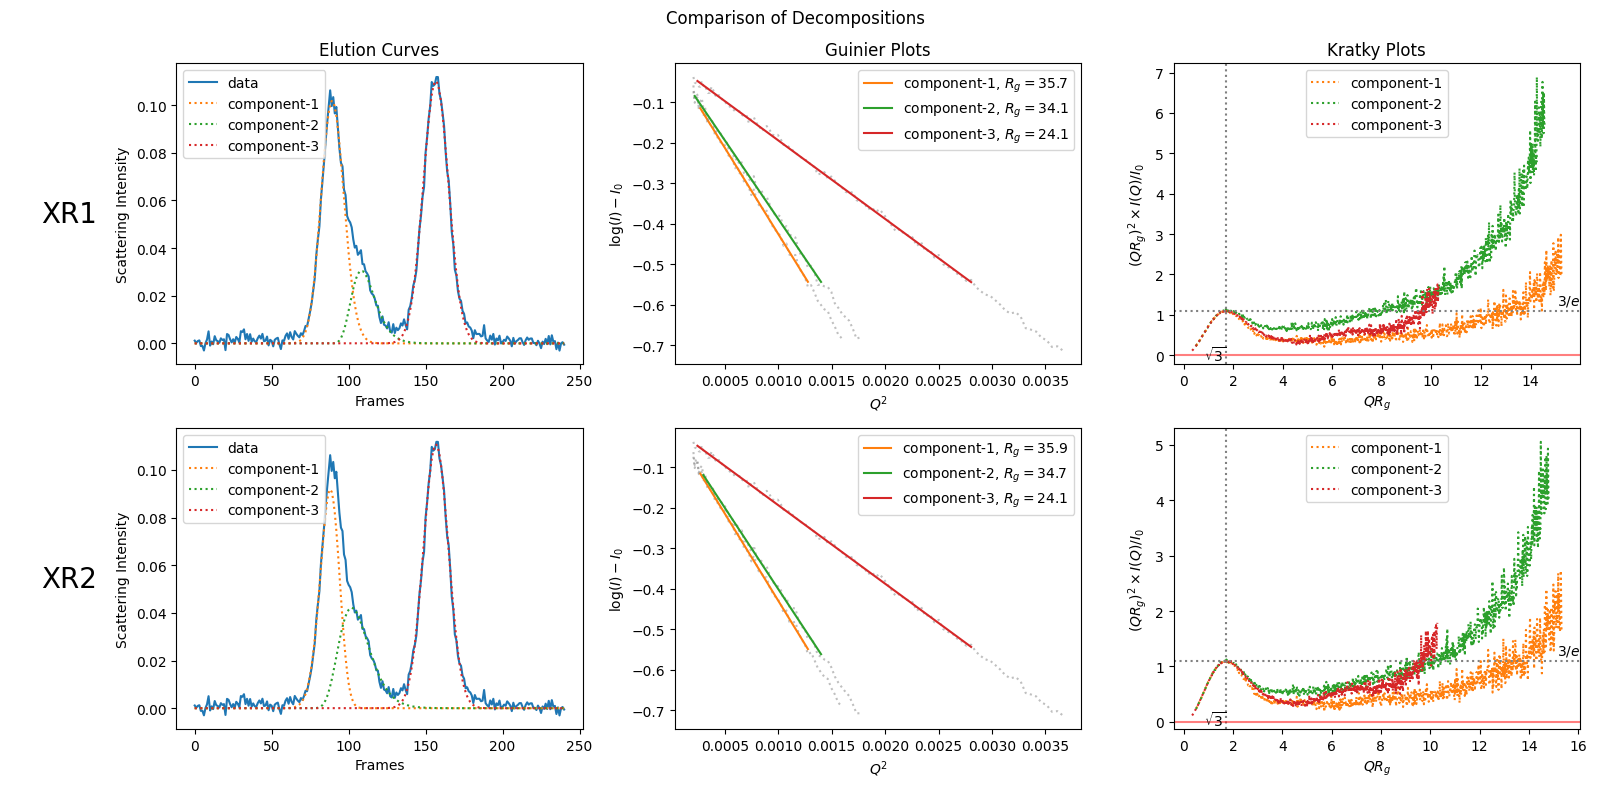 Comparison of Decompositions
Elution Curves
Guinier Plots
Kratky Plots
XR1
Scattering Intensity
0.10
0.08
0.06
0.04
0.02
0.00
data
component-1
component-2
component-3
0
50
100
150
200
250
Frames
log(I) − I₀
−0.1
−0.2
−0.3
−0.4
−0.5
−0.6
−0.7
component-1, R_g = 35.7
component-2, R_g = 34.1
component-3, R_g = 24.1
0.0005
0.0010
0.0015
0.0020
0.0025
0.0030
0.0035
Q²
(QR_g)² × I(Q)/I₀
7
6
5
4
3
2
1
0
component-1
component-2
component-3
3/e
√3
0
2
4
6
8
10
12
14
QR_g
XR2
Scattering Intensity
0.10
0.08
0.06
0.04
0.02
0.00
data
component-1
component-2
component-3
0
50
100
150
200
250
Frames
log(I) − I₀
−0.1
−0.2
−0.3
−0.4
−0.5
−0.6
−0.7
component-1, R_g = 35.9
component-2, R_g = 34.7
component-3, R_g = 24.1
0.0005
0.0010
0.0015
0.0020
0.0025
0.0030
0.0035
Q²
(QR_g)² × I(Q)/I₀
5
4
3
2
1
0
component-1
component-2
component-3
3/e
√3
0
2
4
6
8
10
12
14
16
QR_g